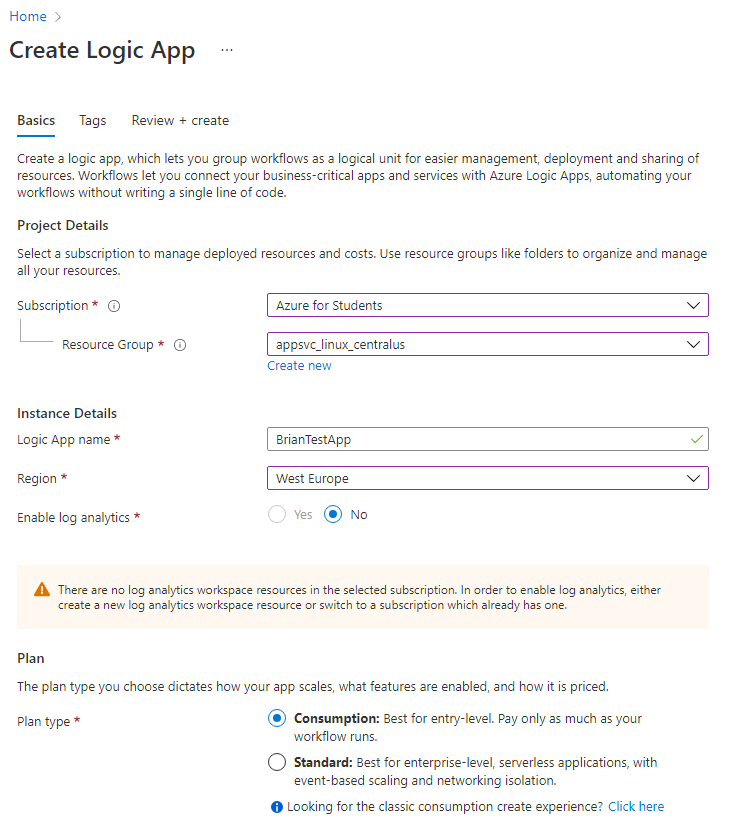 Home >
Create Logic App ...
Basics Tags Review + create
Create a logic app, which lets you group workflows as a logical unit for easier management, deployment and sharing of
resources. Workflows let you connect your business-critical apps and services with Azure Logic Apps, automating your
workflows without writing a single line of code.
Project Details
Select a subscription to manage deployed resources and costs. Use resource groups like folders to organize and manage
all your resources.
Subscription * Azure for Students
Resource Group * appsvc_linux_centralus
Create new
Instance Details
Logic App name * BrianTestApp
Region * West Europe
Enable log analytics * Yes No
There are no log analytics workspace resources in the selected subscription. In order to enable log analytics, either
create a new log analytics workspace resource or switch to a subscription which already has one.
Plan
The plan type you choose dictates how your app scales, what features are enabled, and how it is priced.
Plan type * Consumption: Best for entry-level. Pay only as much as your
workflow runs.
Standard: Best for enterprise-level, serverless applications, with
event-based scaling and networking isolation.
Looking for the classic consumption create experience? Click here